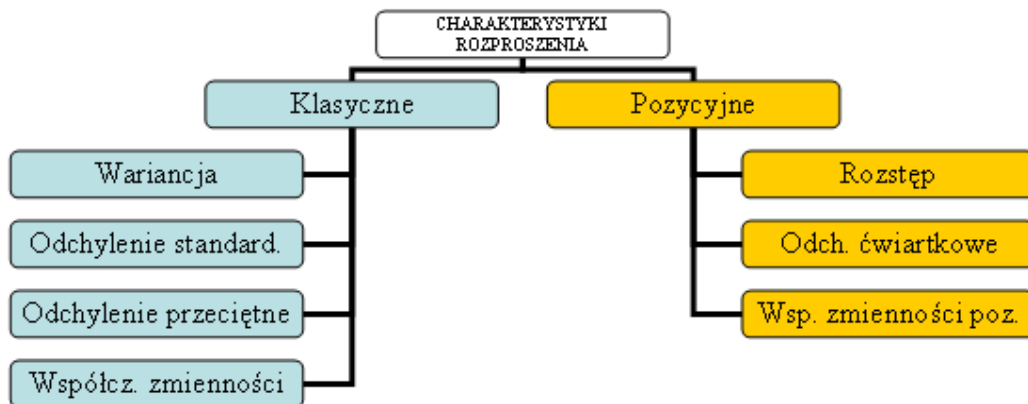 CHARAKTERYSTYKI
ROZPROSZENIA
Klasyczne
Pozycyjne
Wariancja
Odchylenie standard.
Odchylenie przeciętne
Współcz. zmienności
Rozstęp
Odch. ćwiartkowe
Wsp. zmienności poz.